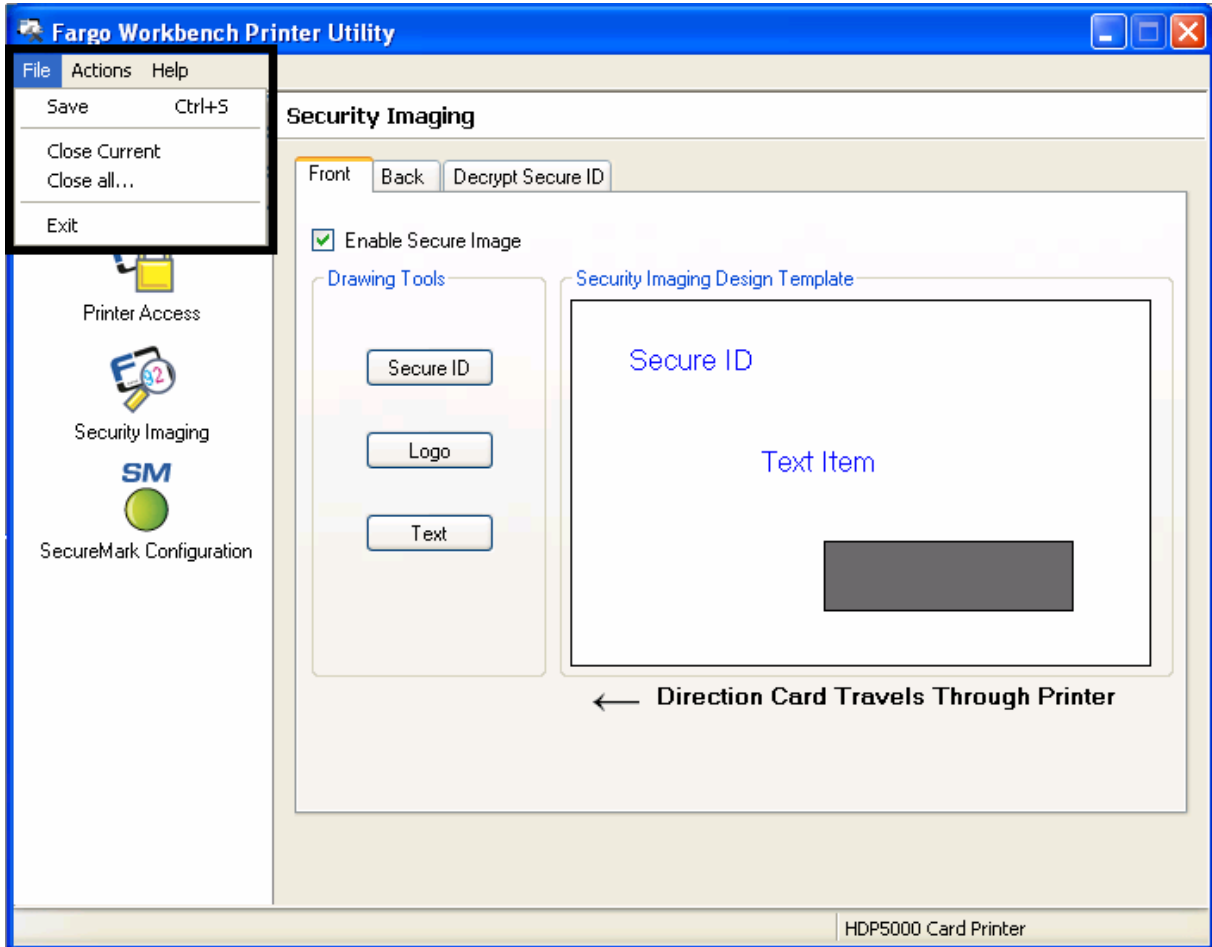 Fargo Workbench Printer Utility
File Actions Help
Save Ctrl+S
Close Current
Close all...
Exit
Printer Access
Security Imaging
SM
SecureMark Configuration
Security Imaging
Front Back Decrypt Secure ID
Enable Secure Image
Drawing Tools
Secure ID
Logo
Text
Security Imaging Design Template
Secure ID
Text Item
← Direction Card Travels Through Printer
HDP5000 Card Printer